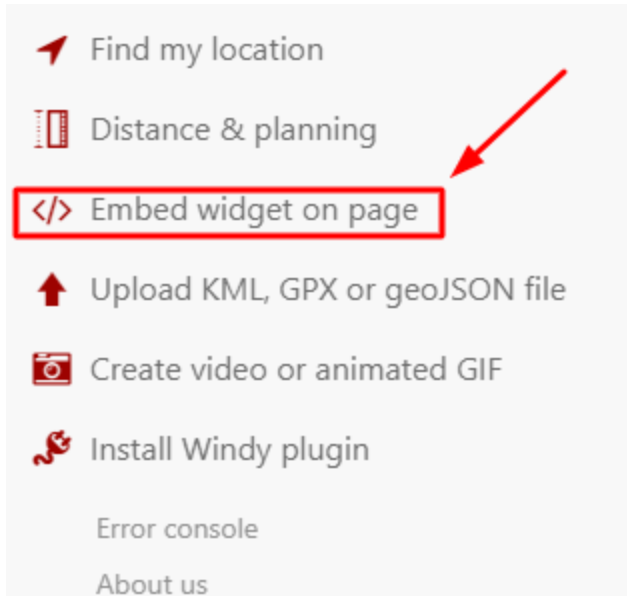 Find my location
Distance & planning
</> Embed widget on page
Upload KML, GPX or geoJSON file
Create video or animated GIF
Install Windy plugin
Error console
About us